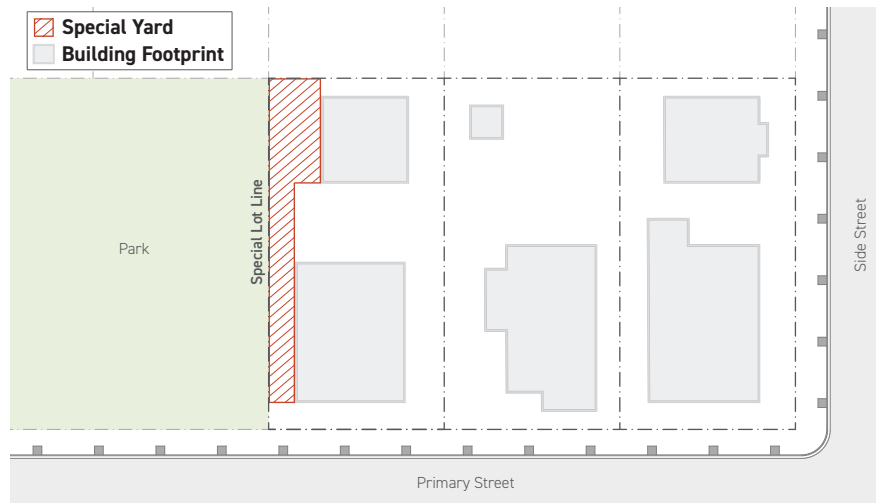 Special Yard
Building Footprint
Special Lot Line
Park
Side Street
Primary Street